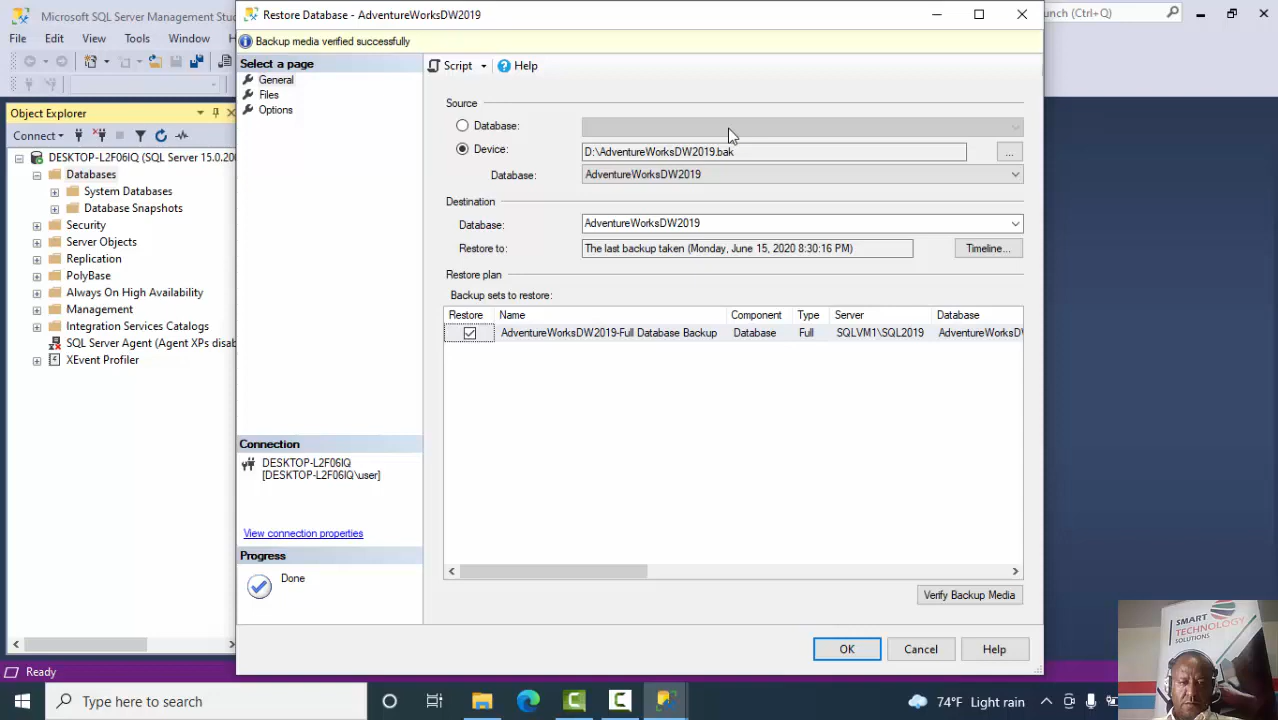 Microsoft SQL Server Management Stu
Restore Database - AdventureWorksDW2019
unch (Ctrl+Q)
File Edit View Tools Window
Backup media verified successfully
Select a page
General
Files
Options
Script Help
Object Explorer
Connect
DESKTOP-L2F06IQ (SQL Server 15.0.200
Databases
System Databases
Database Snapshots
Security
Server Objects
Replication
PolyBase
Always On High Availability
Management
Integration Services Catalogs
SQL Server Agent (Agent XPs disab
XEvent Profiler
Source
Database:
Device: D:\AdventureWorksDW2019.bak ...
Database: AdventureWorksDW2019
Destination
Database: AdventureWorksDW2019
Restore to: The last backup taken (Monday, June 15, 2020 8:30:16 PM) Timeline...
Restore plan
Backup sets to restore:
Restore Name Component Type Server Database
AdventureWorksDW2019-Full Database Backup Database Full SQLVM1\SQL2019 AdventureWorksD
Connection
DESKTOP-L2F06IQ
[DESKTOP-L2F06IQ\user]
View connection properties
Progress
Done
Verify Backup Media
OK Cancel Help
Ready
SMART
TECHNOLOGY
SOLUTIONS
Type here to search
74°F Light rain